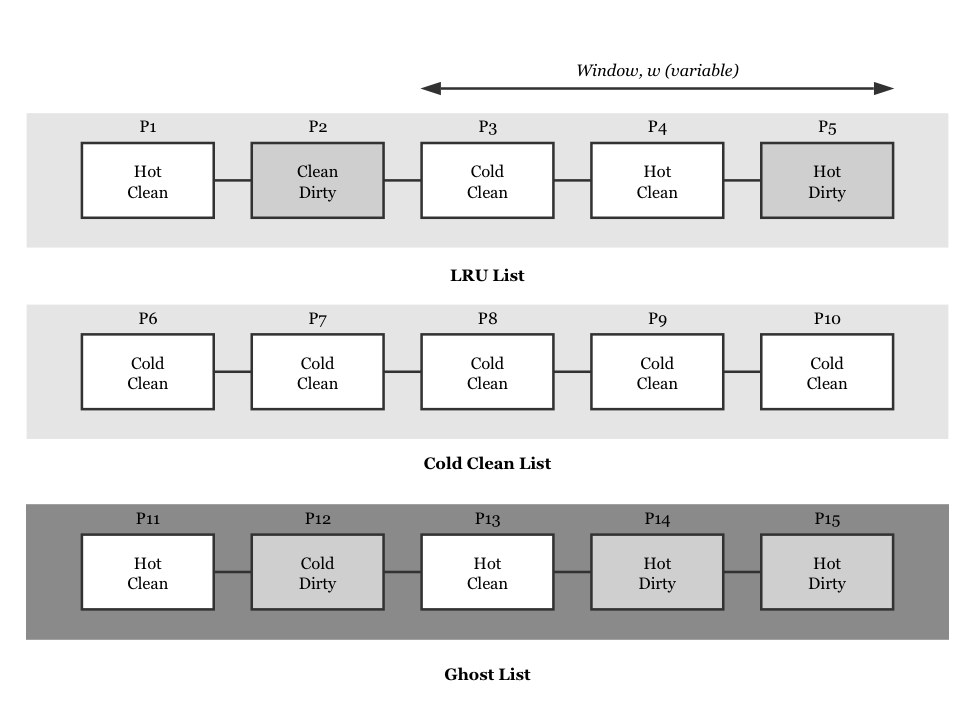 Window, w (variable)
P1 P2 P3 P4 P5
Hot Clean Cold Hot Hot
Clean Dirty Clean Clean Dirty
LRU List
P6 P7 P8 P9 P10
Cold Cold Cold Cold Cold
Clean Clean Clean Clean Clean
Cold Clean List
P11 P12 P13 P14 P15
Hot Cold Hot Hot Hot
Clean Dirty Clean Dirty Dirty
Ghost List